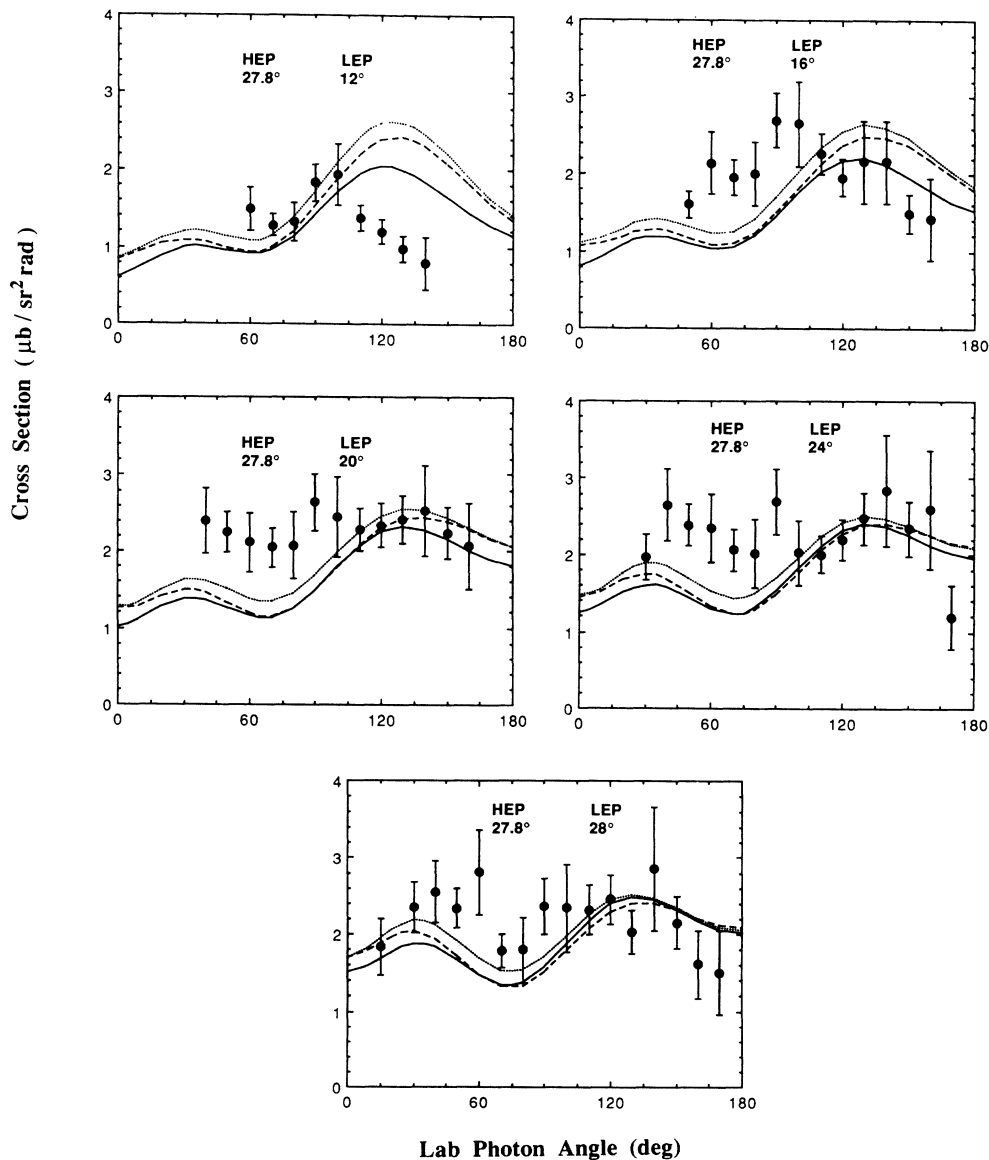 Cross Section ( μb / sr² rad )
4
3
2
1
0
0 60 120 180
HEP LEP
27.8° 12°
4
3
2
1
0
0 60 120 180
HEP LEP
27.8° 16°
4
3
2
1
0
0 60 120 180
HEP LEP
27.8° 20°
4
3
2
1
0
0 60 120 180
HEP LEP
27.8° 24°
4
3
2
1
0
0 60 120 180
HEP LEP
27.8° 28°
Lab Photon Angle (deg)